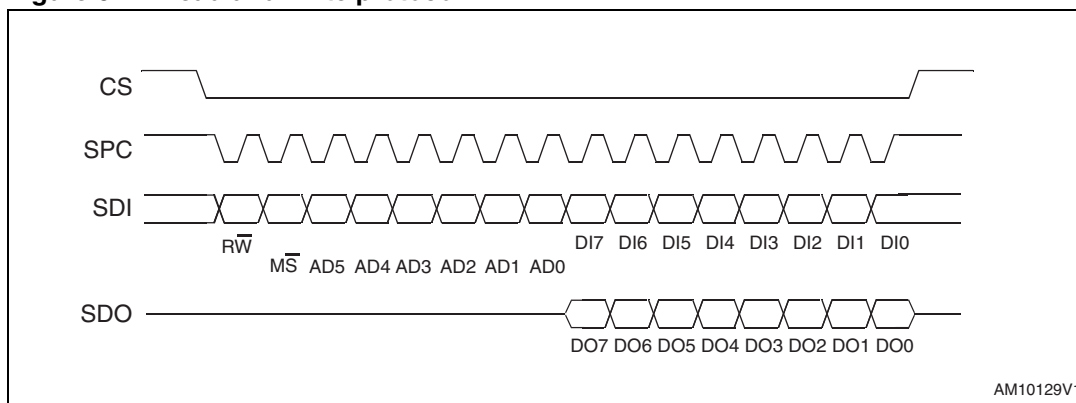 CS
SPC
SDI
RW̅
DI7 DI6 DI5 DI4 DI3 DI2 DI1 DI0
MS̅ AD5 AD4 AD3 AD2 AD1 AD0
SDO
DO7 DO6 DO5 DO4 DO3 DO2 DO1 DO0
AM10129V1